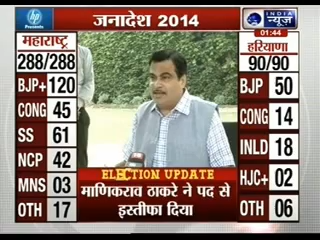 hp
Presents
जनादेश 2014
INDIA
न्यूज़
01:44
महाराष्ट्र
288/288
BJP+ 120
CONG 45
SS 61
NCP 42
MNS 03
OTH 17
हरियाणा
90/90
BJP 50
CONG 14
INLD 18
HJC+ 02
OTH 06
ELECTION UPDATE
माणिकराव ठाकरे ने पद से
इस्तीफा दिया